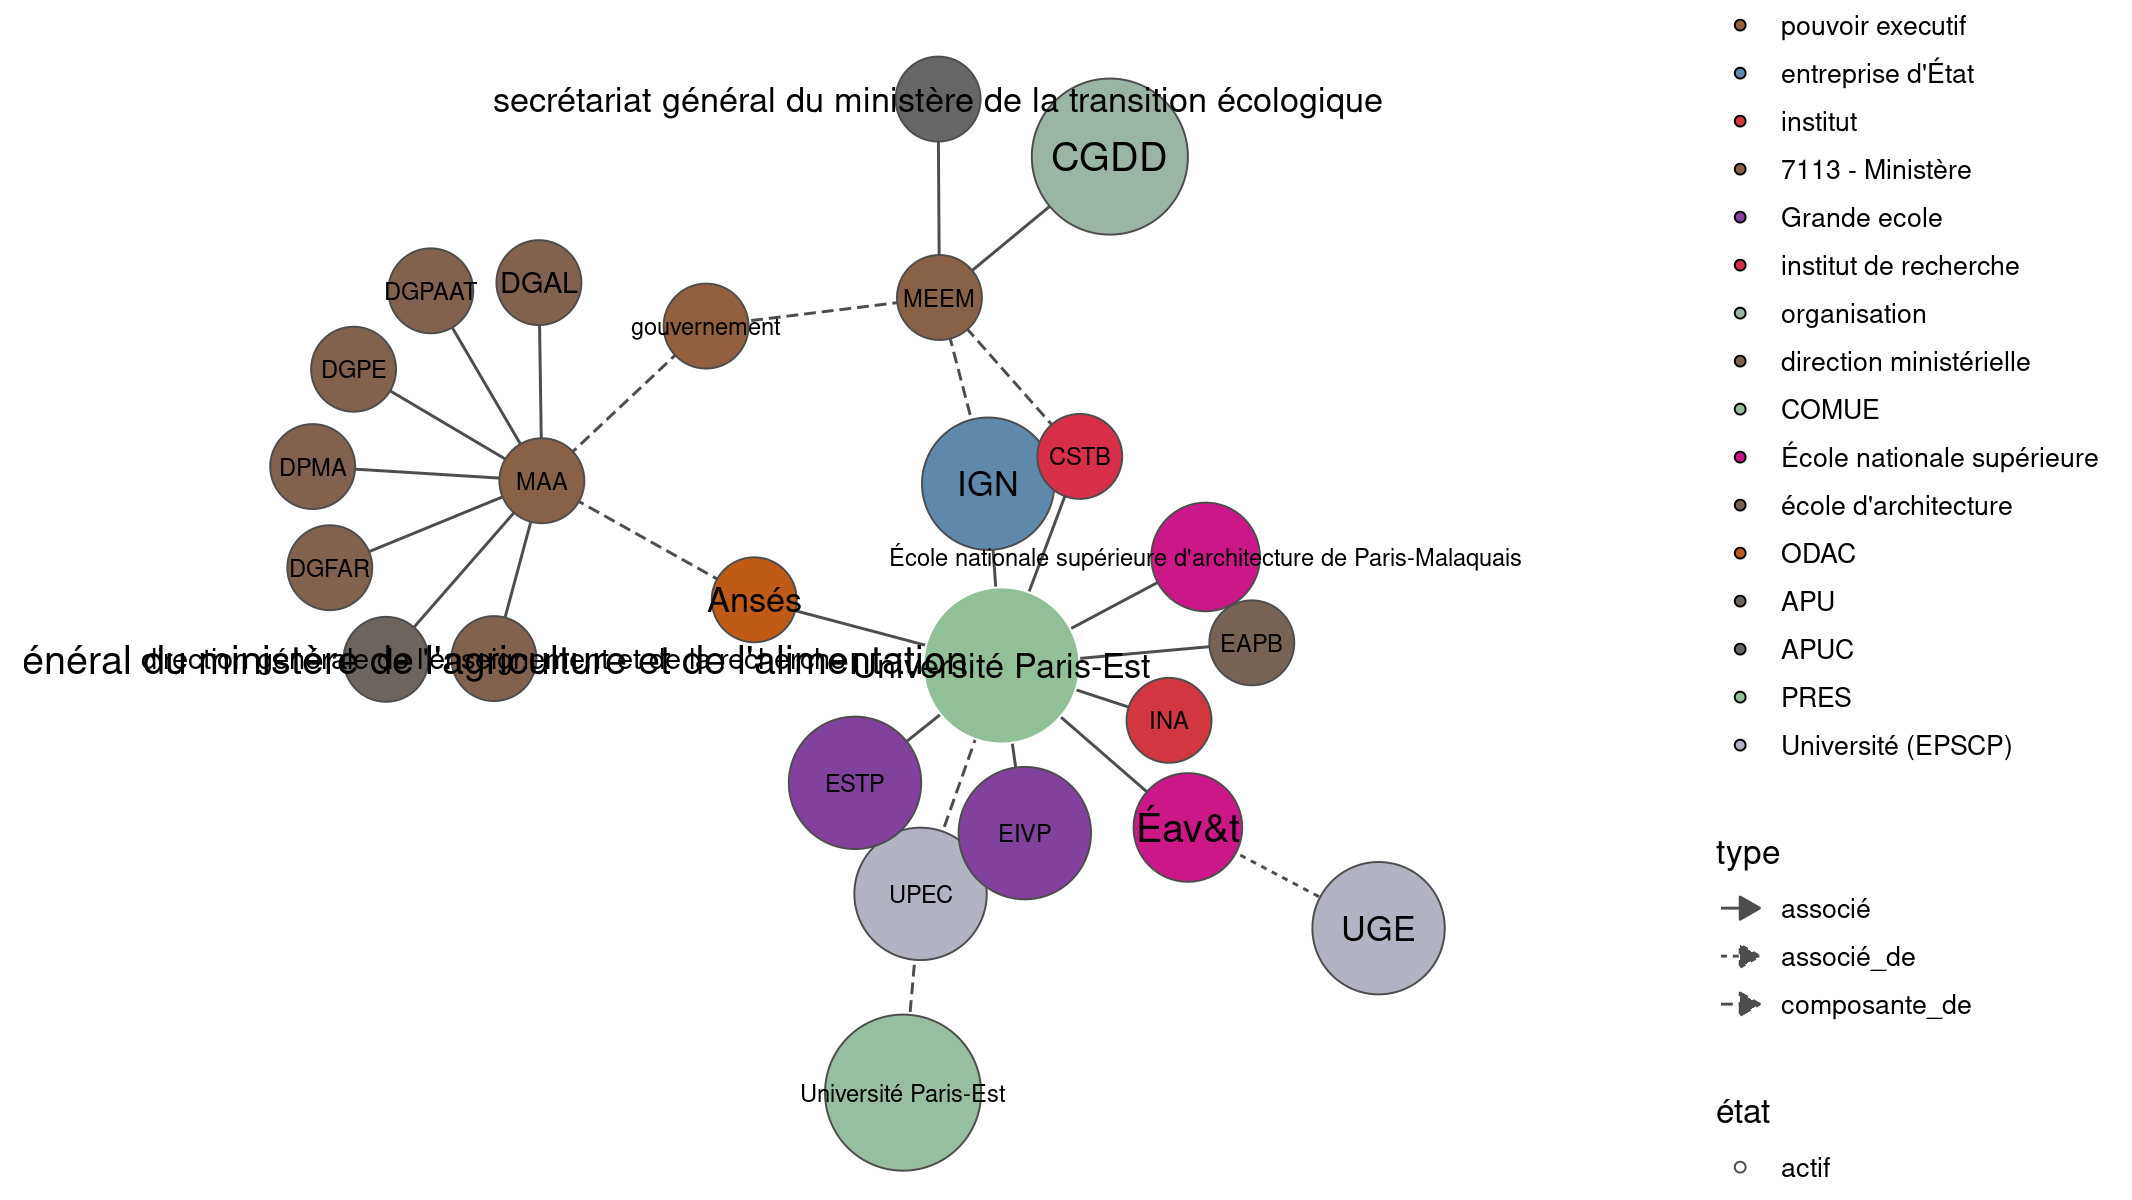 secrétariat général du ministère de la transition écologique
CGDD
DGPAAT
DGAL
MEEM
gouvernement
DGPE
DPMA
MAA
IGN
CSTB
DGFAR
École nationale supérieure d'architecture de Paris-Malaquais
Ansés
EAPB
énéral du ministère de l'agriculture et de l'alimentation
direction générale de l'enseignement et de la recherche
Université Paris-Est
INA
ESTP
EIVP
Éav&t
UPEC
UGE
Université Paris-Est
pouvoir executif
entreprise d'État
institut
7113 - Ministère
Grande ecole
institut de recherche
organisation
direction ministérielle
COMUE
École nationale supérieure
école d'architecture
ODAC
APU
APUC
PRES
Université (EPSCP)
type
associé
associé_de
composante_de
état
actif